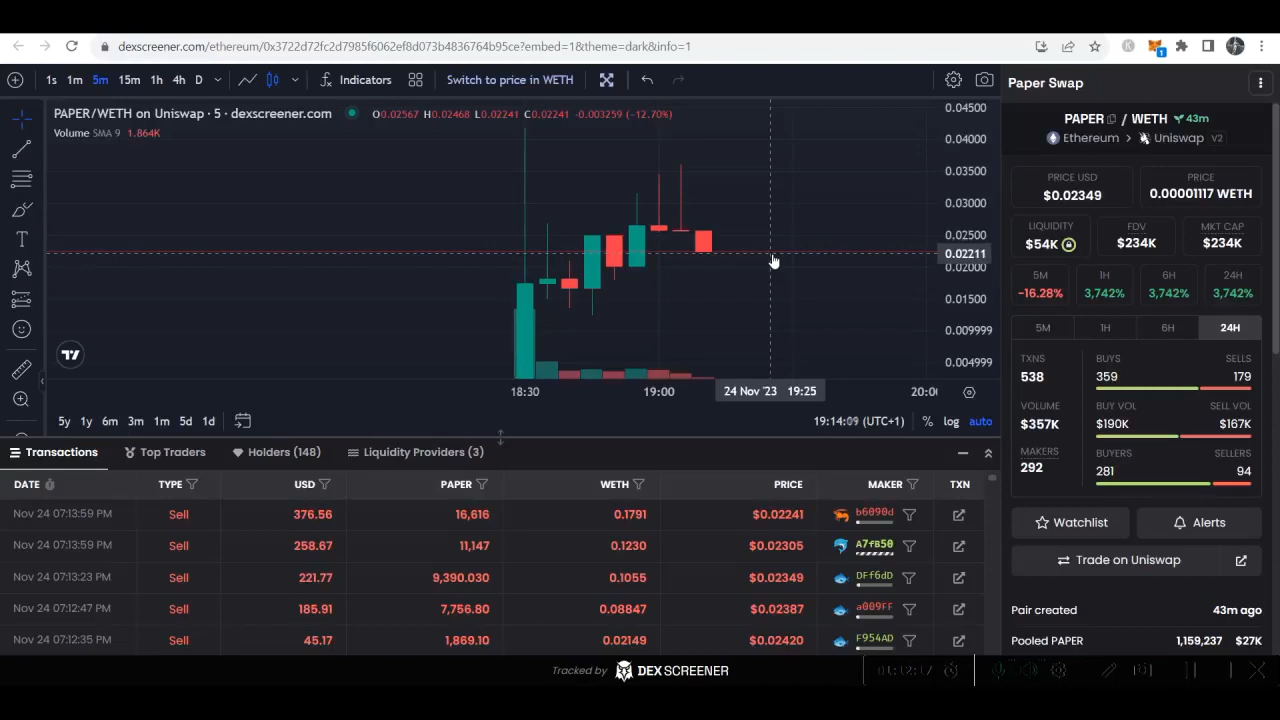 dexscreener.com/ethereum/0x3722d72fc2d7985f6062ef8d073b4836764b95ce?embed=1&theme=dark&info=1
1
1s 1m 5m 15m 1h 4h D Indicators Switch to price in WETH
PAPER/WETH on Uniswap · 5 · dexscreener.com O0.02567 H0.02468 L0.02241 C0.02241 -0.003259 (-12.70%)
Volume SMA 9 1.864K
0.04500
0.04000
0.03500
0.03000
0.02500
0.02211
0.02000
0.01500
0.009999
0.004999
18:30 19:00 24 Nov '23 19:25 20:00
5y 1y 6m 3m 1m 5d 1d 19:14:09 (UTC+1) % log auto
Transactions Top Traders Holders (148) Liquidity Providers (3)
DATE TYPE USD PAPER WETH PRICE MAKER TXN
Nov 24 07:13:59 PM Sell 376.56 16,616 0.1791 $0.02241 b6090d
Nov 24 07:13:59 PM Sell 258.67 11,147 0.1230 $0.02305 A7fB50
Nov 24 07:13:23 PM Sell 221.77 9,390.030 0.1055 $0.02349 DFf6dD
Nov 24 07:12:47 PM Sell 185.91 7,756.80 0.08847 $0.02387 a009FF
Nov 24 07:12:35 PM Sell 45.17 1,869.10 0.02149 $0.02420 F954AD
Paper Swap
PAPER / WETH 43m
Ethereum > Uniswap V2
PRICE USD PRICE
$0.02349 0.00001117 WETH
LIQUIDITY FDV MKT CAP
$54K $234K $234K
5M 1H 6H 24H
-16.28% 3,742% 3,742% 3,742%
5M 1H 6H 24H
TXNS BUYS SELLS
538 359 179
VOLUME BUY VOL SELL VOL
$357K $190K $167K
MAKERS BUYERS SELLERS
292 281 94
Watchlist Alerts
Trade on Uniswap
Pair created 43m ago
Pooled PAPER 1,159,237 $27K
Tracked by DEX SCREENER